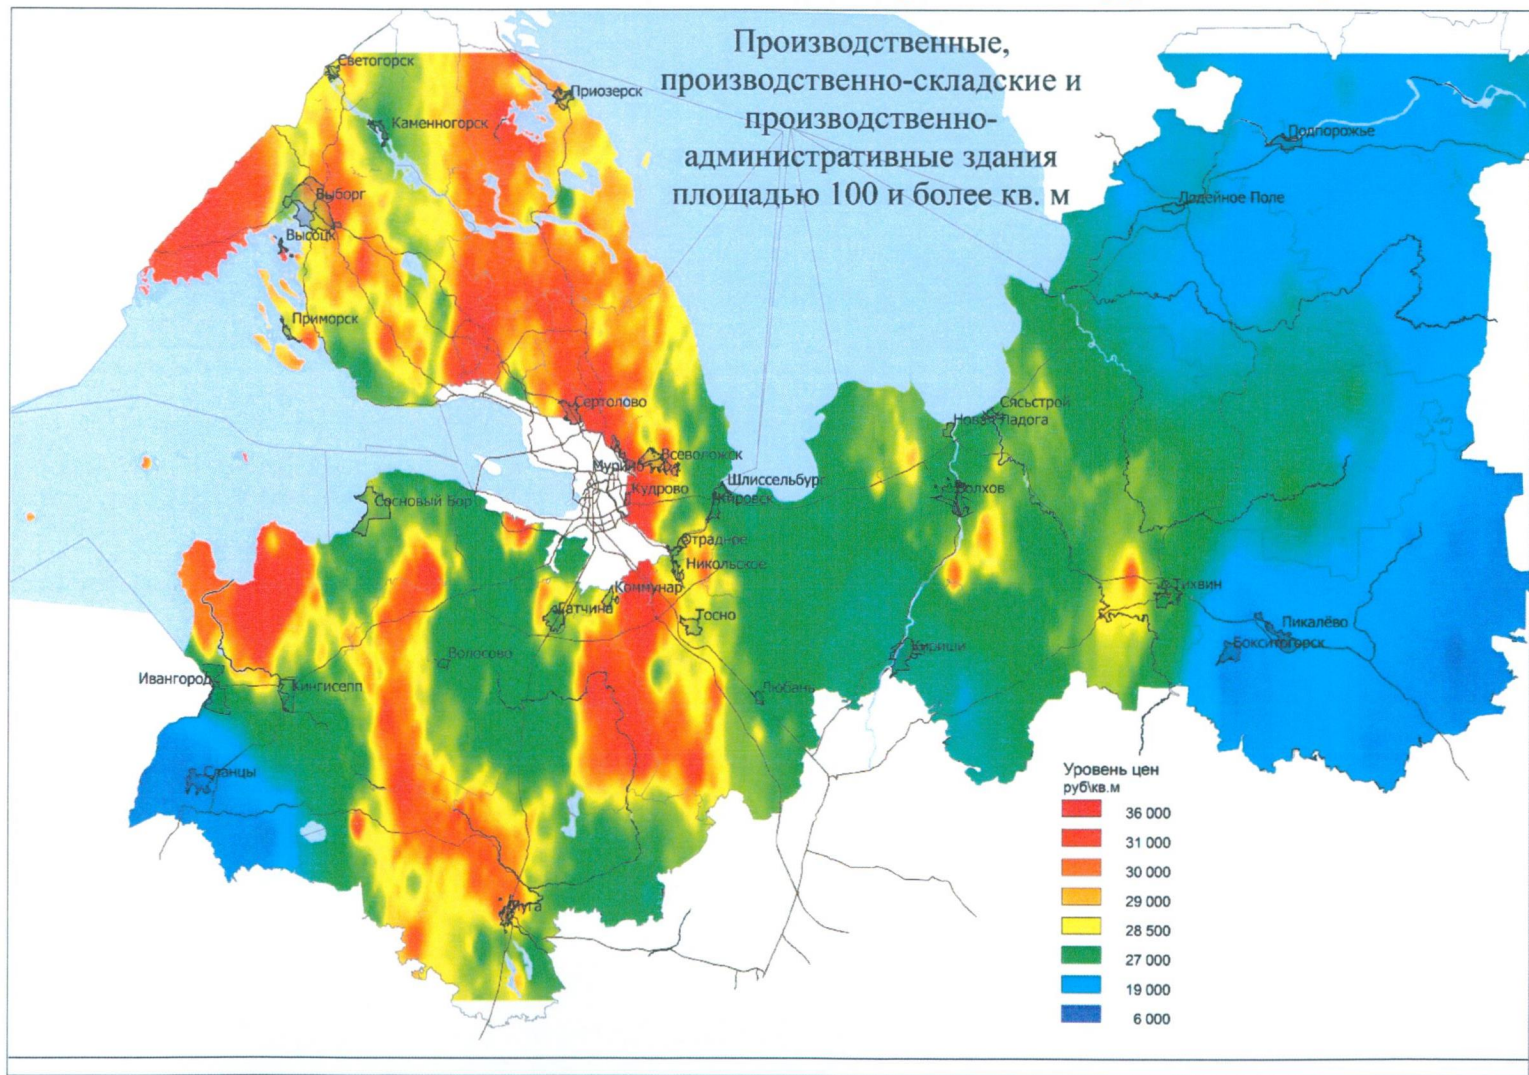 Производственные,
производственно-складские и
производственно-
административные здания
площадью 100 и более кв. м
Светогорск
Приозерск
Каменногорск
Подпорожье
Выборг
Лодейное Поле
Высоцк
Приморск
Сертолово
Сясьстрой
Новая Ладога
Мурино
Всеволожск
Шлиссельбург
Кудрово
Кировск
Волхов
Сосновый Бор
Отрадное
Никольское
Коммунар
Тихвин
Гатчина
Тосно
Пикалёво
Бокситогорск
Кириши
Волосово
Ивангород
Кингисепп
Любань
Сланцы
Луга
Уровень цен
руб\кв.м
36 000
31 000
30 000
29 000
28 500
27 000
19 000
6 000